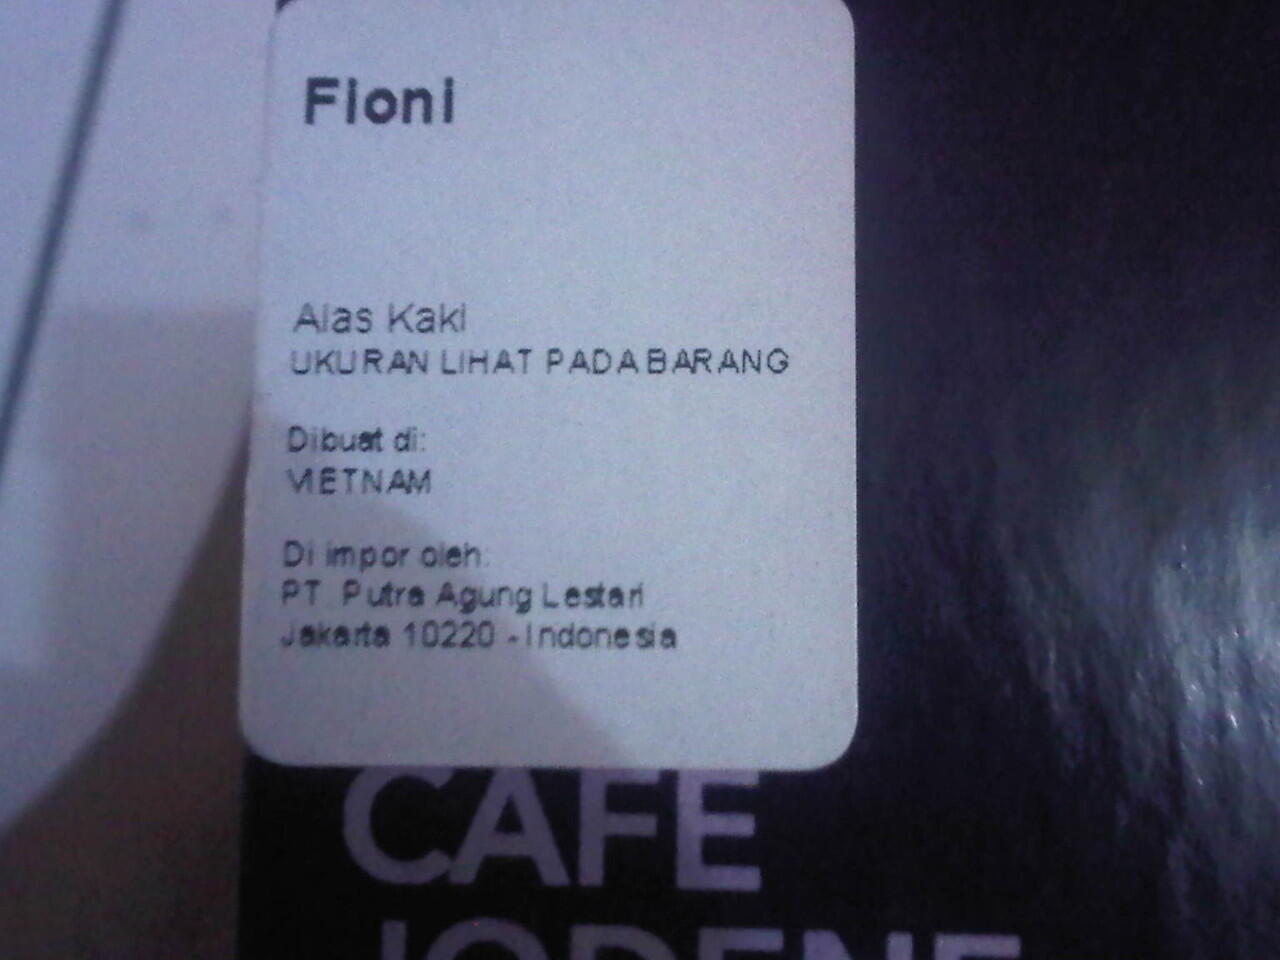 Fioni
Alas Kaki
UKURAN LIHAT PADA BARANG
Dibuat di:
VIETNAM
Di impor oleh:
PT. Putra Agung Lestari
Jakarta 10220 - Indonesia
CAFE
JODENE